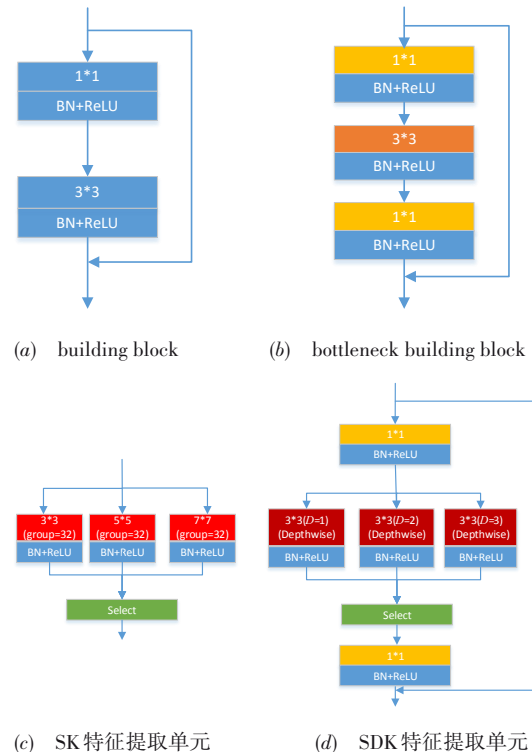 1*1
BN+ReLU
3*3
BN+ReLU
(a) building block
1*1
BN+ReLU
3*3
BN+ReLU
1*1
BN+ReLU
(b) bottleneck building block
3*3
(group=32)
BN+ReLU
5*5
(group=32)
BN+ReLU
7*7
(group=32)
BN+ReLU
Select
(c) SK特征提取单元
1*1
BN+ReLU
3*3(D=1)
(Depthwise)
BN+ReLU
3*3(D=2)
(Depthwise)
BN+ReLU
3*3(D=3)
(Depthwise)
BN+ReLU
Select
1*1
BN+ReLU
(d) SDK特征提取单元